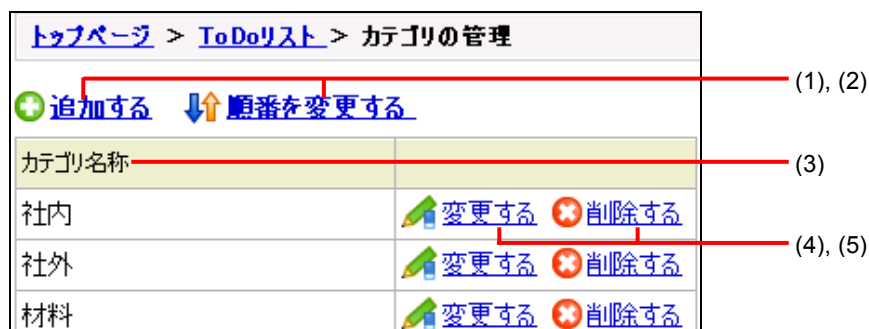 トップページ > ToDoリスト > カテゴリの管理
追加する 順番を変更する (1), (2)
カテゴリ名称 (3)
社内 変更する 削除する
(4), (5)
社外 変更する 削除する
材料 変更する 削除する